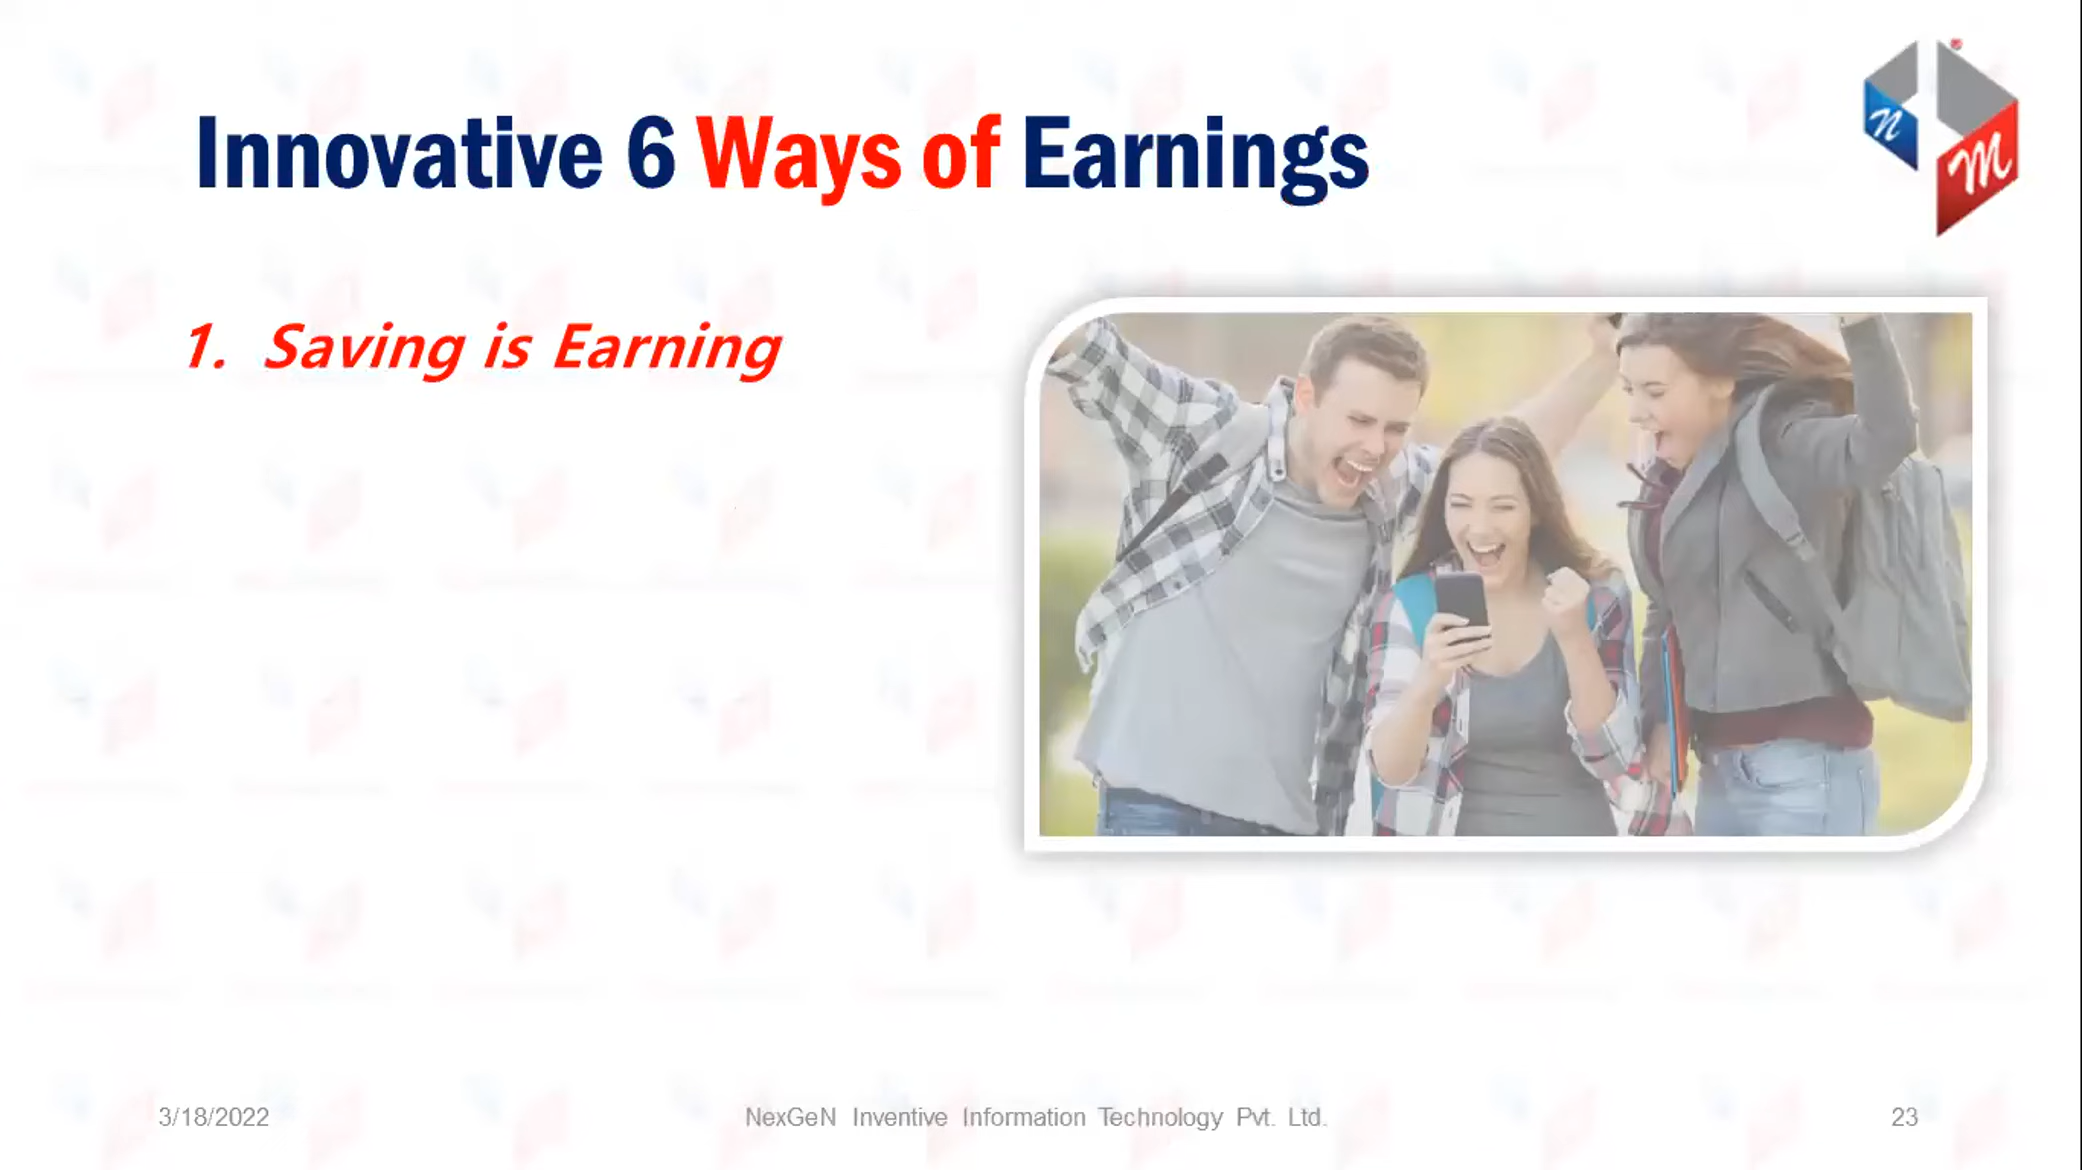 Innovative 6 Ways of Earnings
n
M
1. Saving is Earning
3/18/2022
NexGeN Inventive Information Technology Pvt. Ltd.
23